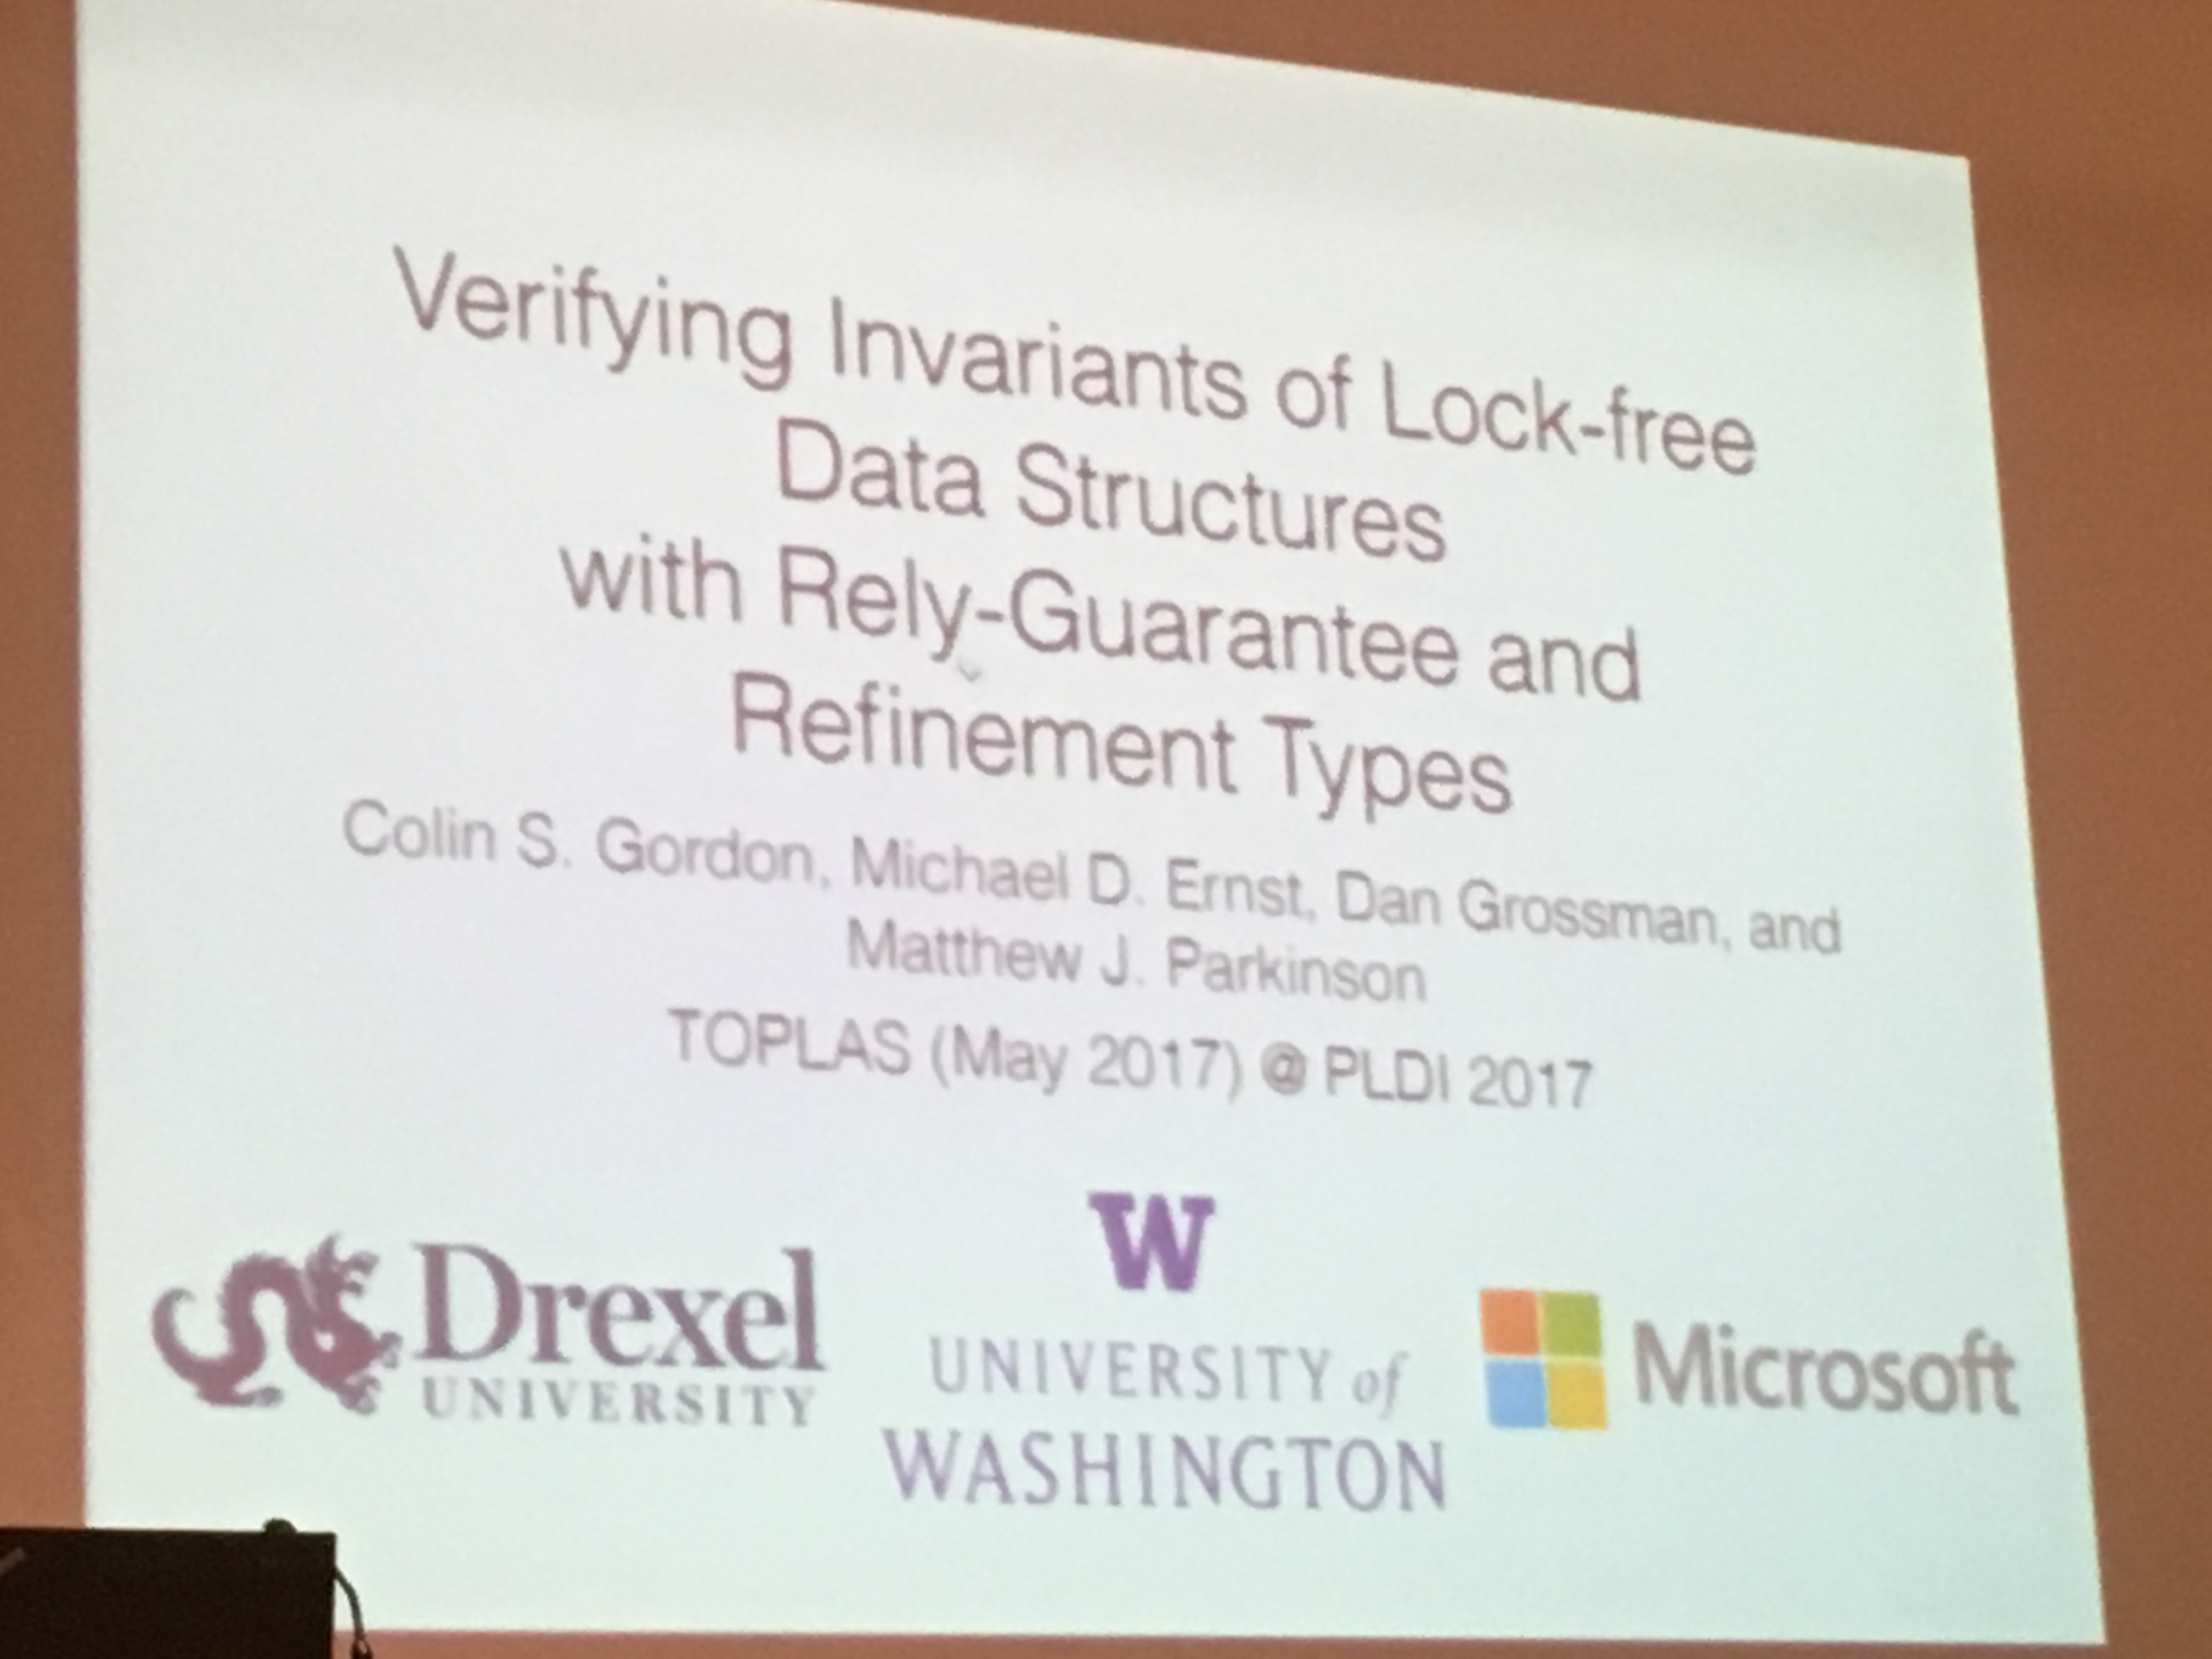 Verifying Invariants of Lock-free
Data Structures
with Rely-Guarantee and
Refinement Types
Colin S. Gordon, Michael D. Ernst, Dan Grossman, and
Matthew J. Parkinson
TOPLAS (May 2017) @ PLDI 2017
Drexel
UNIVERSITY
W
UNIVERSITY of
WASHINGTON
Microsoft